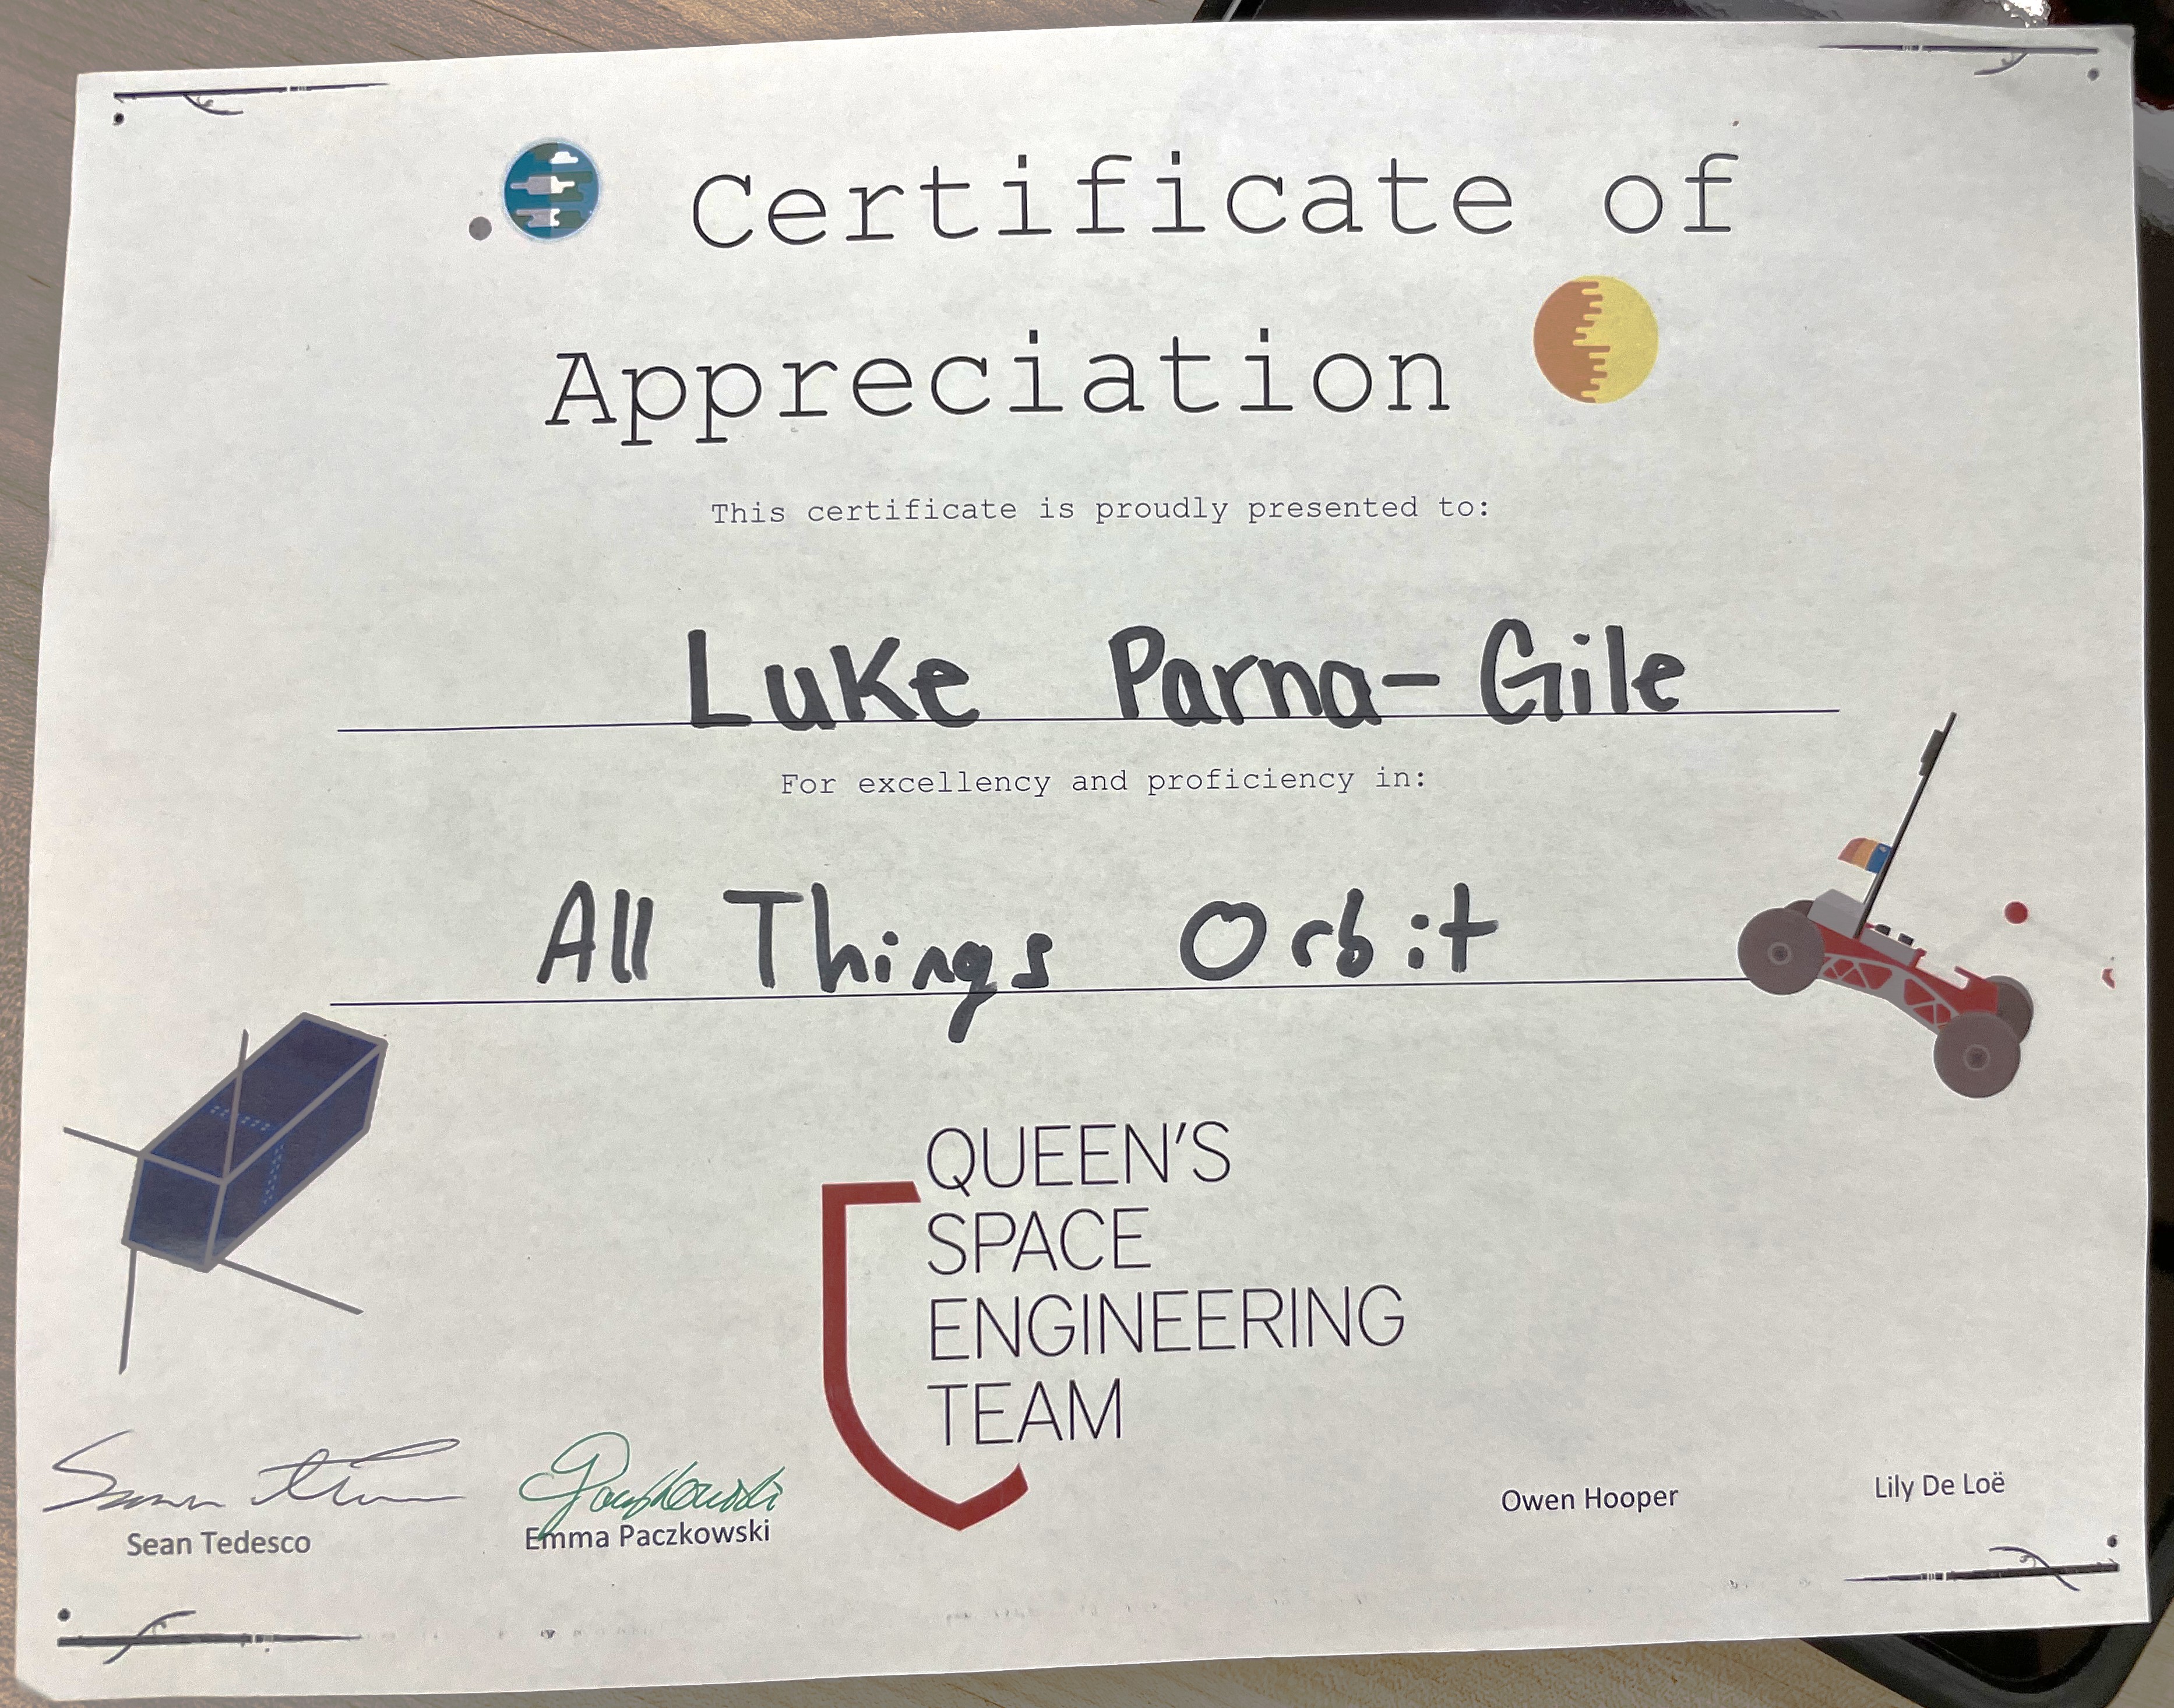 Certificate of
Appreciation
This certificate is proudly presented to:
Luke Parna-Gile
For excellency and proficiency in:
All Things Orbit
QUEEN'S
SPACE
ENGINEERING
TEAM
Sean Tedesco
Emma Paczkowski
Owen Hooper
Lily De Loë